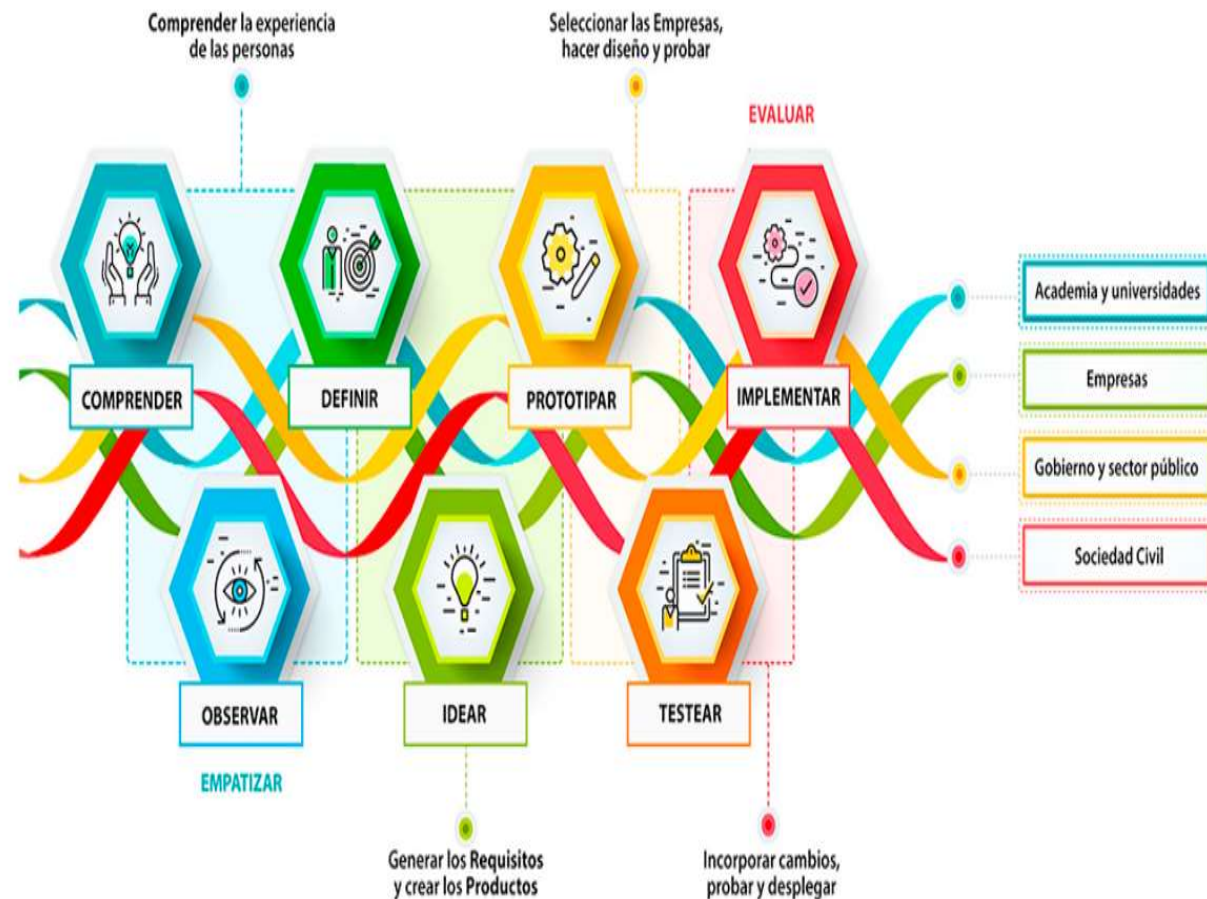 Comprender la experiencia
de las personas
Seleccionar las Empresas,
hacer diseño y probar
EVALUAR
COMPRENDER
DEFINIR
PROTOTIPAR
IMPLEMENTAR
Academia y universidades
Empresas
Gobierno y sector público
Sociedad Civil
OBSERVAR
IDEAR
TESTEAR
EMPATIZAR
Generar los Requisitos
y crear los Productos
Incorporar cambios,
probar y desplegar